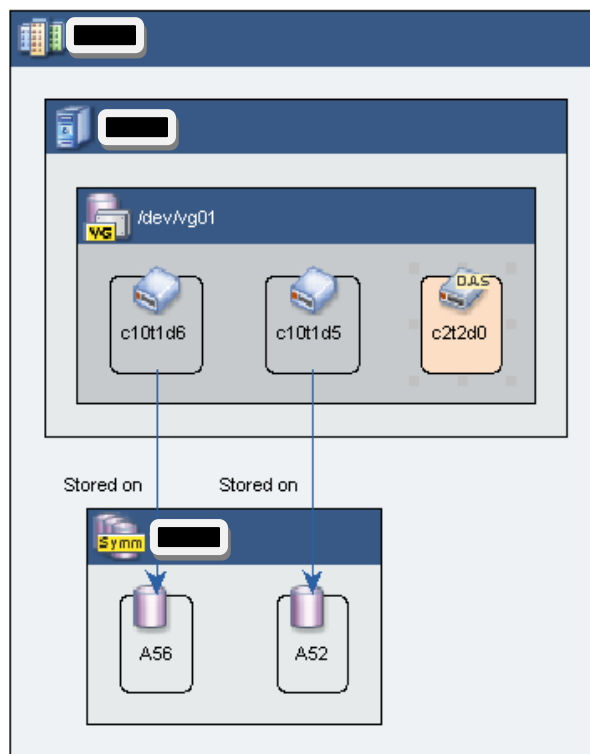 /dev/vg01
VG
DAS
c10t1d6
c10t1d5
c2t2d0
Stored on
Stored on
Symm
A56
A52